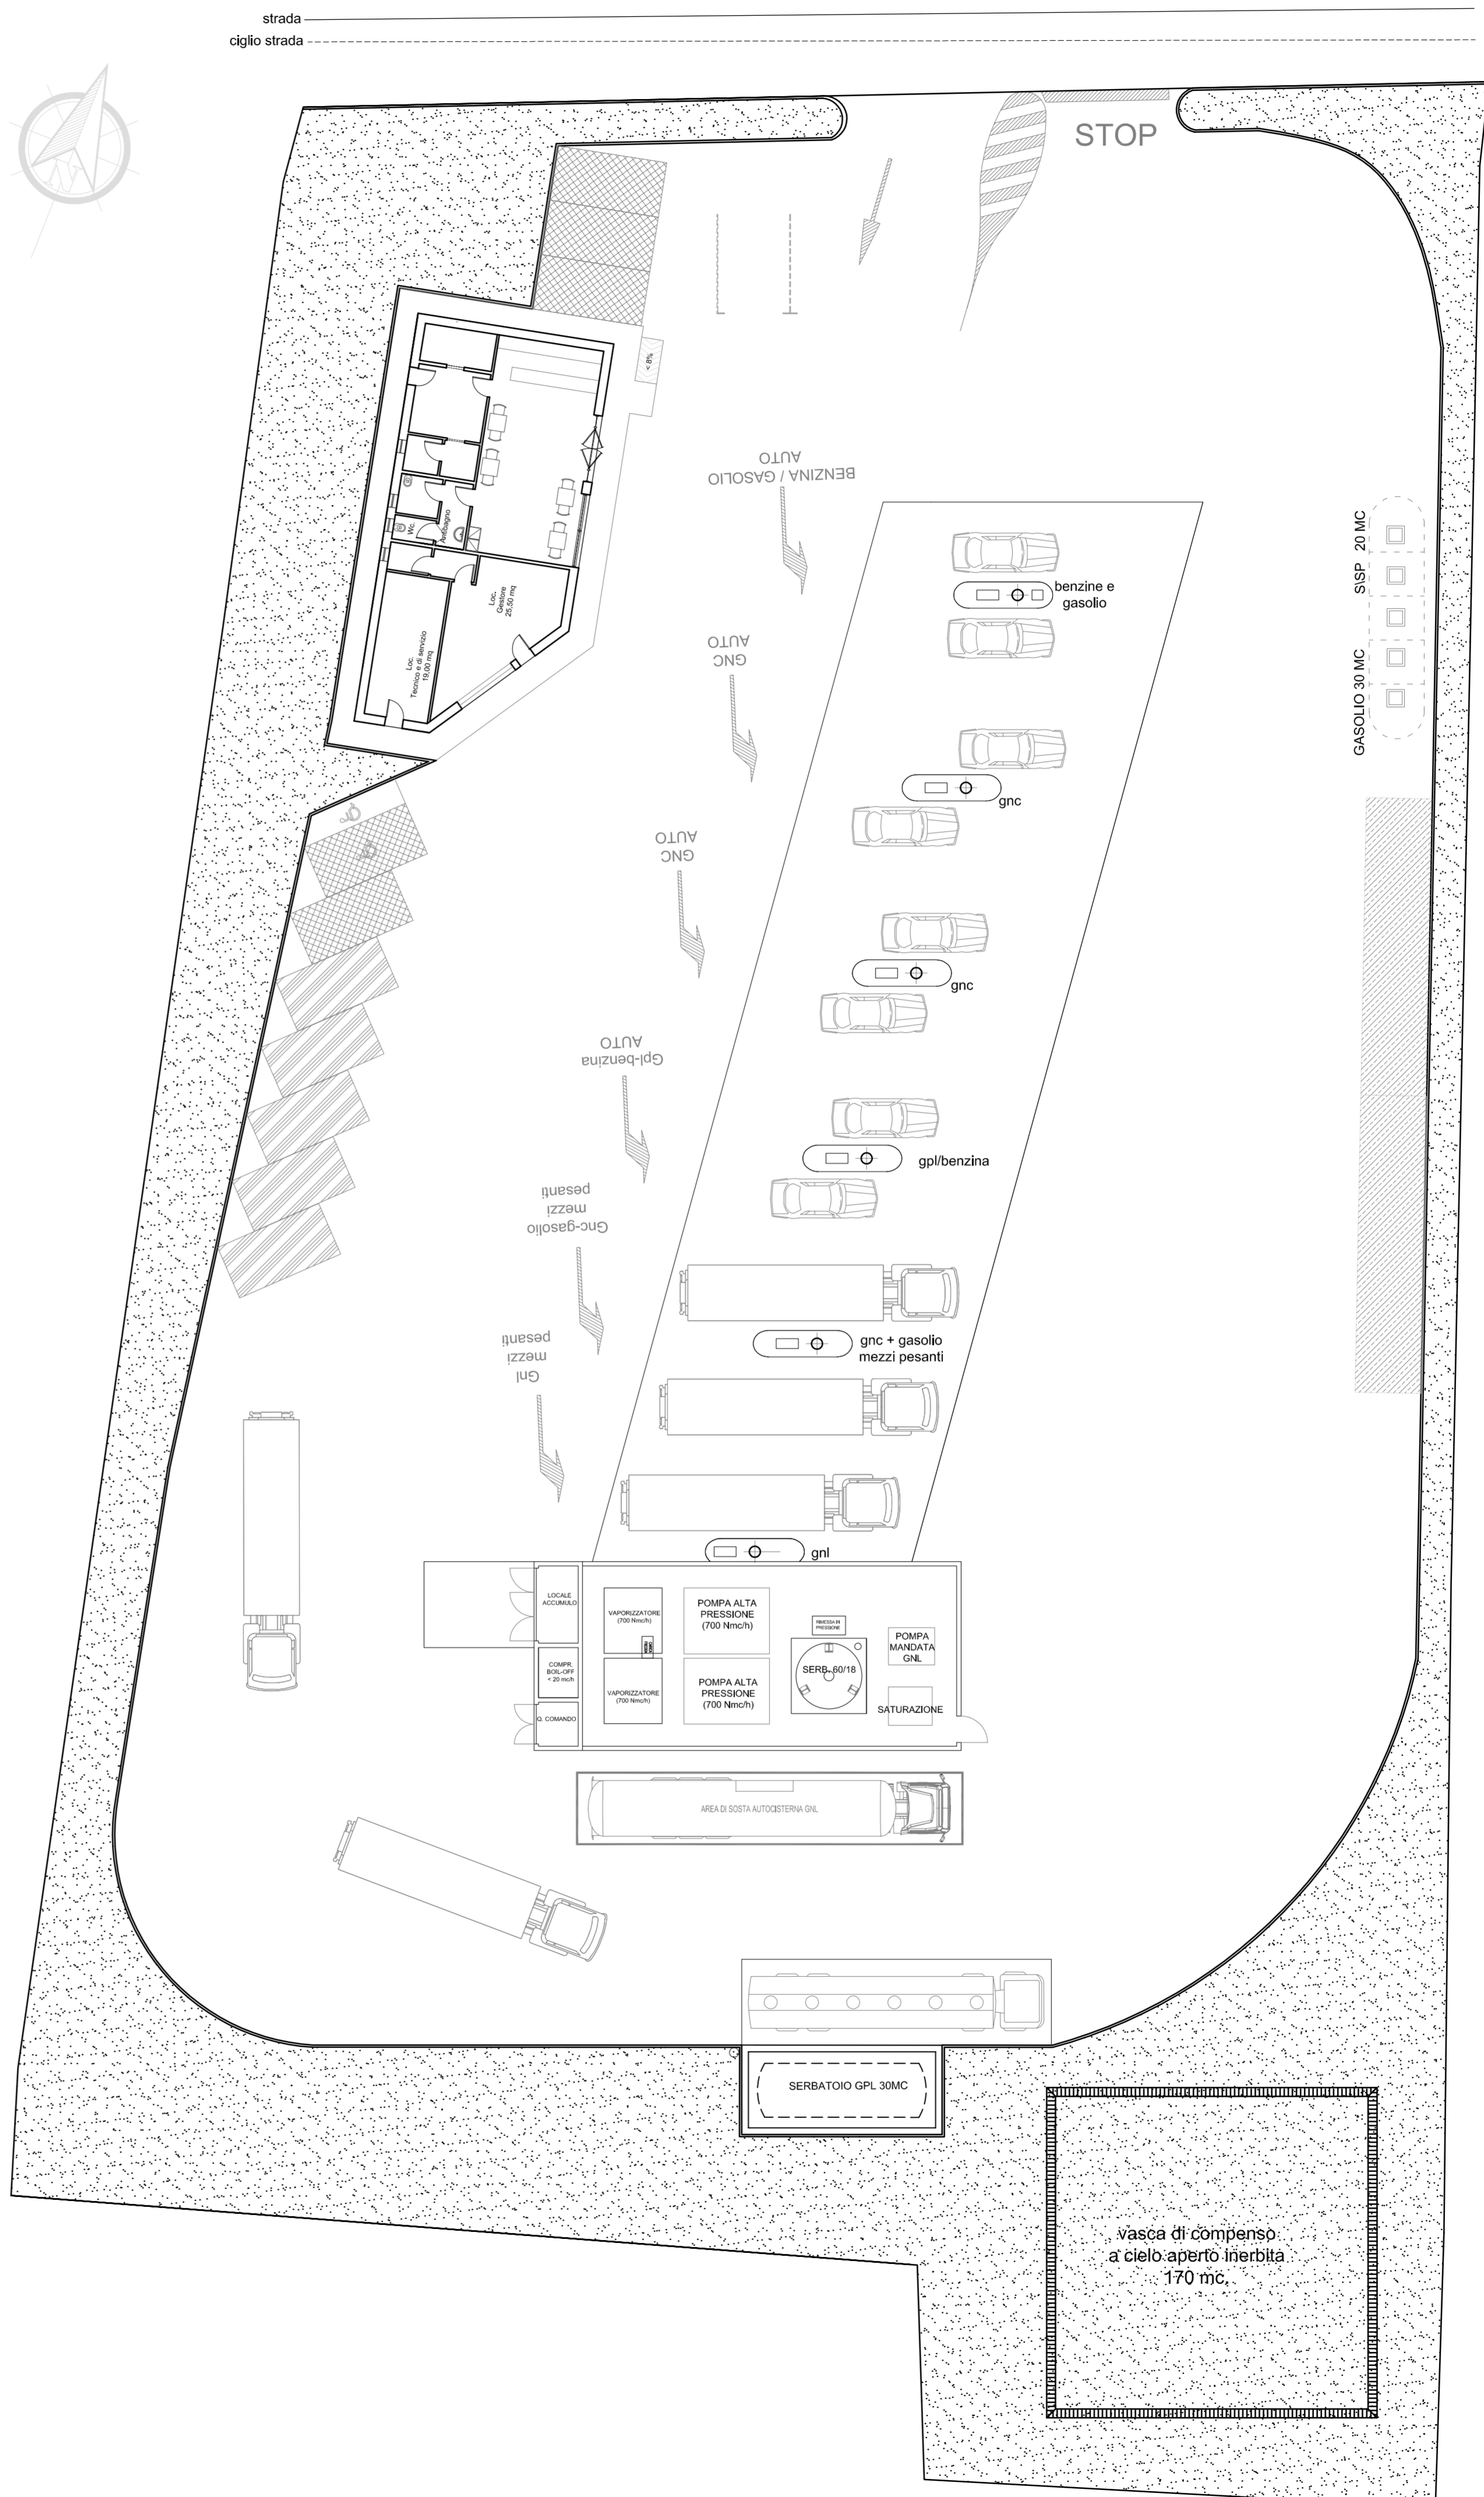 strada
ciglio strada
STOP
< 8%
BENZINA / GASOLIO
AUTO
Wc.
Antibagno
S\SP 20 MC
GASOLIO 30 MC
benzine e
gasolio
Loc.
Gestore
25,50 mq
Loc.
Tecnico e di servizio
19,00 mq
GNC
AUTO
gnc
GNC
AUTO
gnc
Gpl-benzina
AUTO
gpl/benzina
Gnc-gasolio
mezzi
pesanti
gnc + gasolio
mezzi pesanti
Gnl
mezzi
pesanti
gnl
LOCALE
ACCUMULO
VAPORIZZATORE
(700 Nmc/h)
POMPA ALTA
PRESSIONE
(700 Nmc/h)
RIMESSA IN
PRESSIONE
POMPA
MANDATA
GNL
COMPR.
BOIL-OFF
< 20 mc/h
VAPORIZZATORE
(700 Nmc/h)
POMPA ALTA
PRESSIONE
(700 Nmc/h)
SERB. 60/18
SATURAZIONE
Q. COMANDO
AREA DI SOSTA AUTOCISTERNA GNL
SERBATOIO GPL 30MC
vasca di compenso
a cielo aperto inerbita
170 mc.